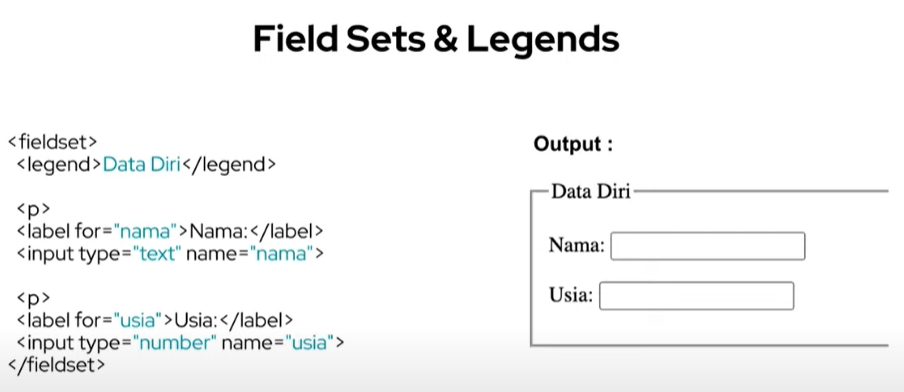 Field Sets & Legends
<fieldset>
<legend>Data Diri</legend>
<p>
<label for="nama">Nama:</label>
<input type="text" name="nama">
<p>
<label for="usia">Usia:</label>
<input type="number" name="usia">
</fieldset>
Output :
Data Diri
Nama:
Usia: